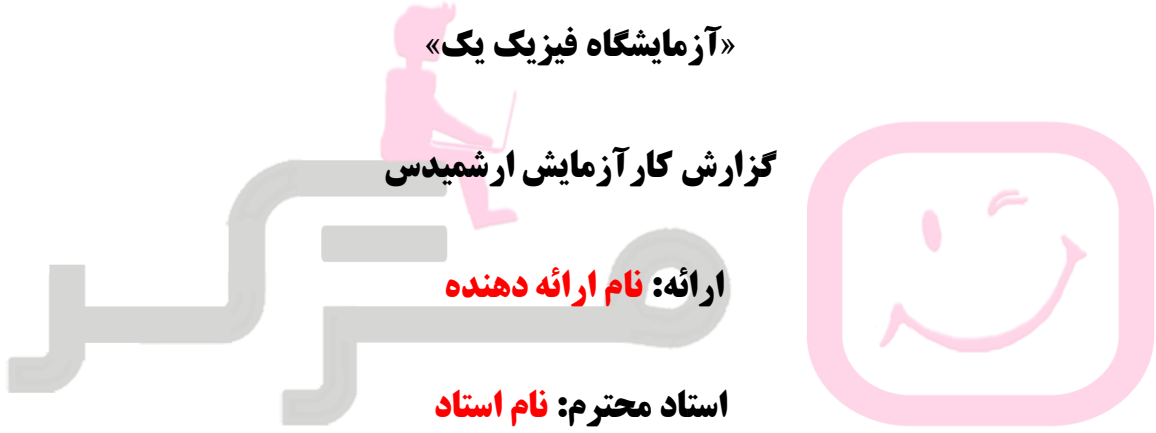 «آزمایشگاه فیزیک یک»
گزارش کار آزمایش ارشمیدس
ارائه: نام ارائه دهنده
استاد محترم: نام استاد